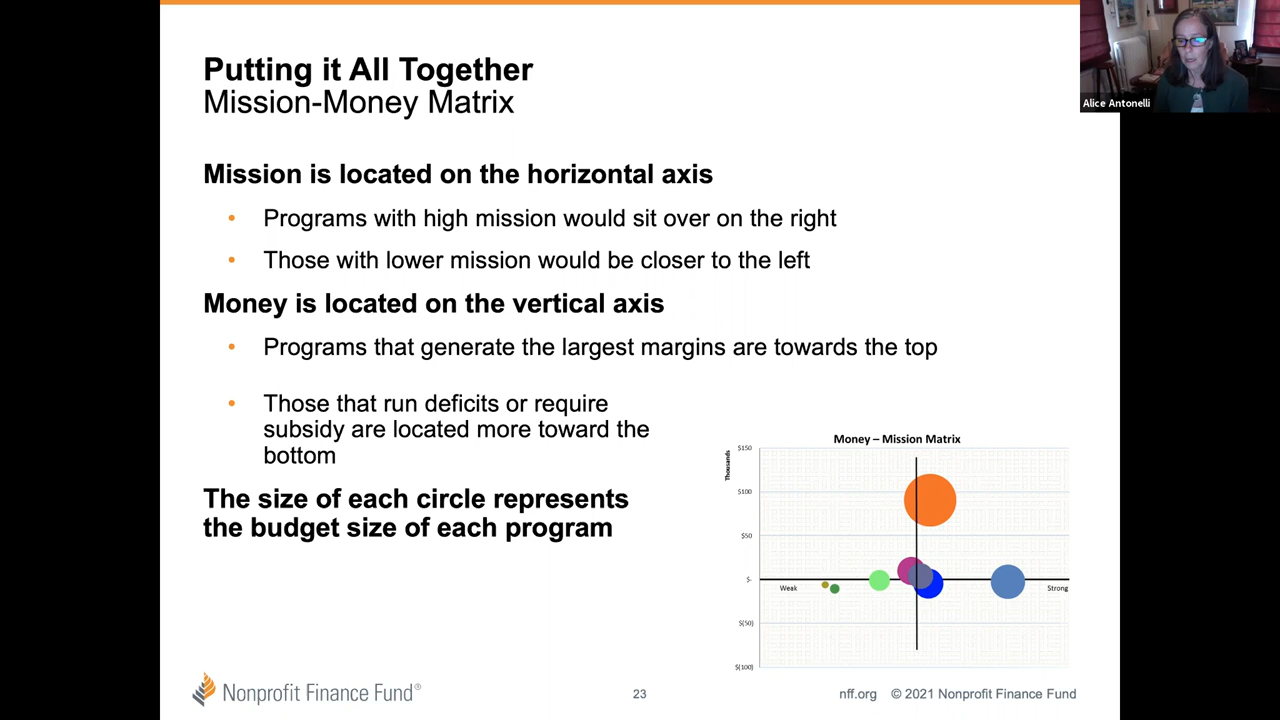 Putting it All Together
Mission-Money Matrix
Alice Antonelli
Mission is located on the horizontal axis
• Programs with high mission would sit over on the right
• Those with lower mission would be closer to the left
Money is located on the vertical axis
• Programs that generate the largest margins are towards the top
• Those that run deficits or require
subsidy are located more toward the
bottom
The size of each circle represents
the budget size of each program
Money – Mission Matrix
Thousands
$150
$100
$50
$-
$(50)
$(100)
Weak
Strong
Nonprofit Finance Fund®
23
nff.org © 2021 Nonprofit Finance Fund